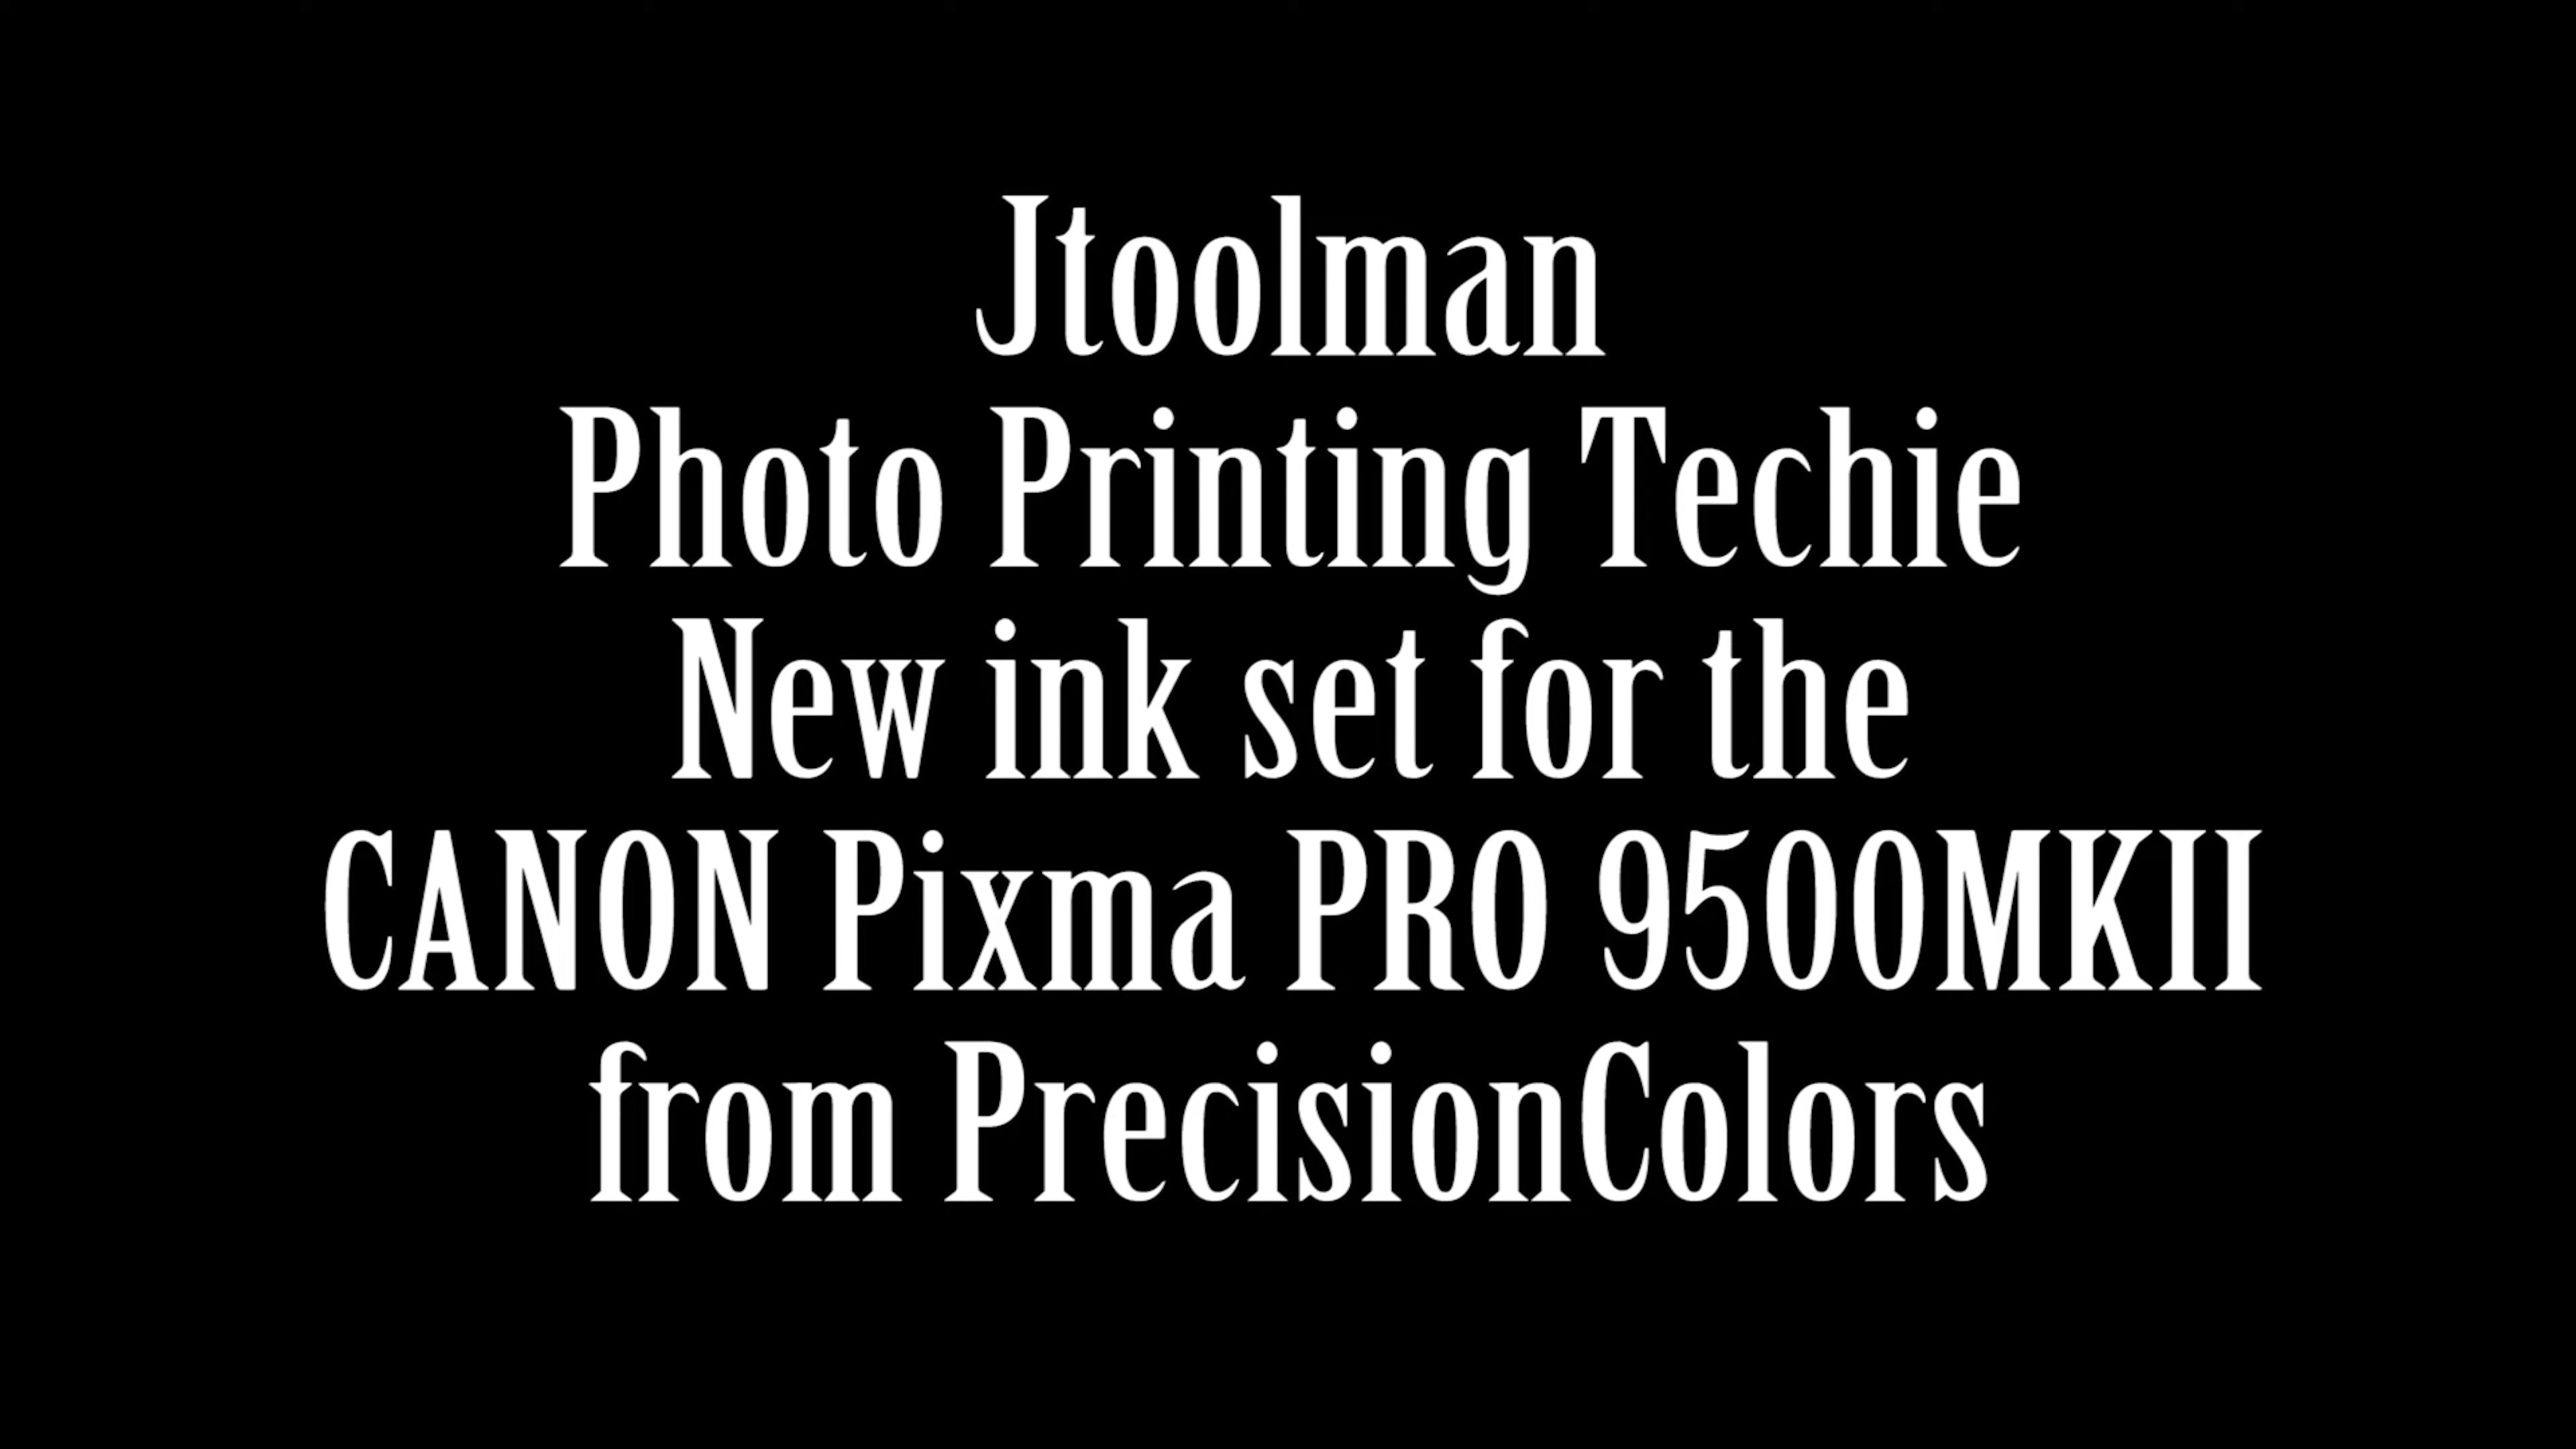 Jtoolman
Photo Printing Techie
New ink set for the
CANON Pixma PRO 9500MKII
from PrecisionColors